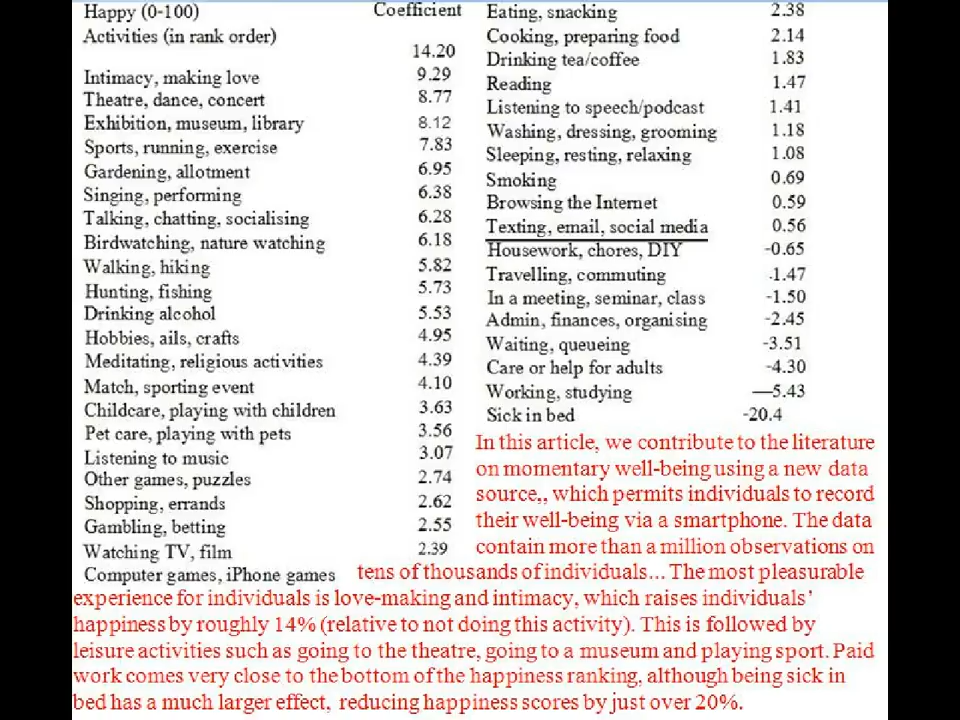 Happy (0-100) Coefficient
Activities (in rank order)
14.20
Intimacy, making love 9.29
Theatre, dance, concert 8.77
Exhibition, museum, library 8.12
Sports, running, exercise 7.83
Gardening, allotment 6.95
Singing, performing 6.38
Talking, chatting, socialising 6.28
Birdwatching, nature watching 6.18
Walking, hiking 5.82
Hunting, fishing 5.73
Drinking alcohol 5.53
Hobbies, ails, crafts 4.95
Meditating, religious activities 4.39
Match, sporting event 4.10
Childcare, playing with children 3.63
Pet care, playing with pets 3.56
Listening to music 3.07
Other games, puzzles 2.74
Shopping, errands 2.62
Gambling, betting 2.55
Watching TV, film 2.39
Computer games, iPhone games
Eating, snacking 2.38
Cooking, preparing food 2.14
Drinking tea/coffee 1.83
Reading 1.47
Listening to speech/podcast 1.41
Washing, dressing, grooming 1.18
Sleeping, resting, relaxing 1.08
Smoking 0.69
Browsing the Internet 0.59
Texting, email, social media 0.56
Housework, chores, DIY -0.65
Travelling, commuting .1.47
In a meeting, seminar, class -1.50
Admin, finances, organising -2.45
Waiting, queueing -3.51
Care or help for adults -4.30
Working, studying —5.43
Sick in bed -20.4
In this article, we contribute to the literature
on momentary well-being using a new data
source,, which permits individuals to record
their well-being via a smartphone. The data
contain more than a million observations on
tens of thousands of individuals... The most pleasurable
experience for individuals is love-making and intimacy, which raises individuals'
happiness by roughly 14% (relative to not doing this activity). This is followed by
leisure activities such as going to the theatre, going to a museum and playing sport. Paid
work comes very close to the bottom of the happiness ranking, although being sick in
bed has a much larger effect, reducing happiness scores by just over 20%.